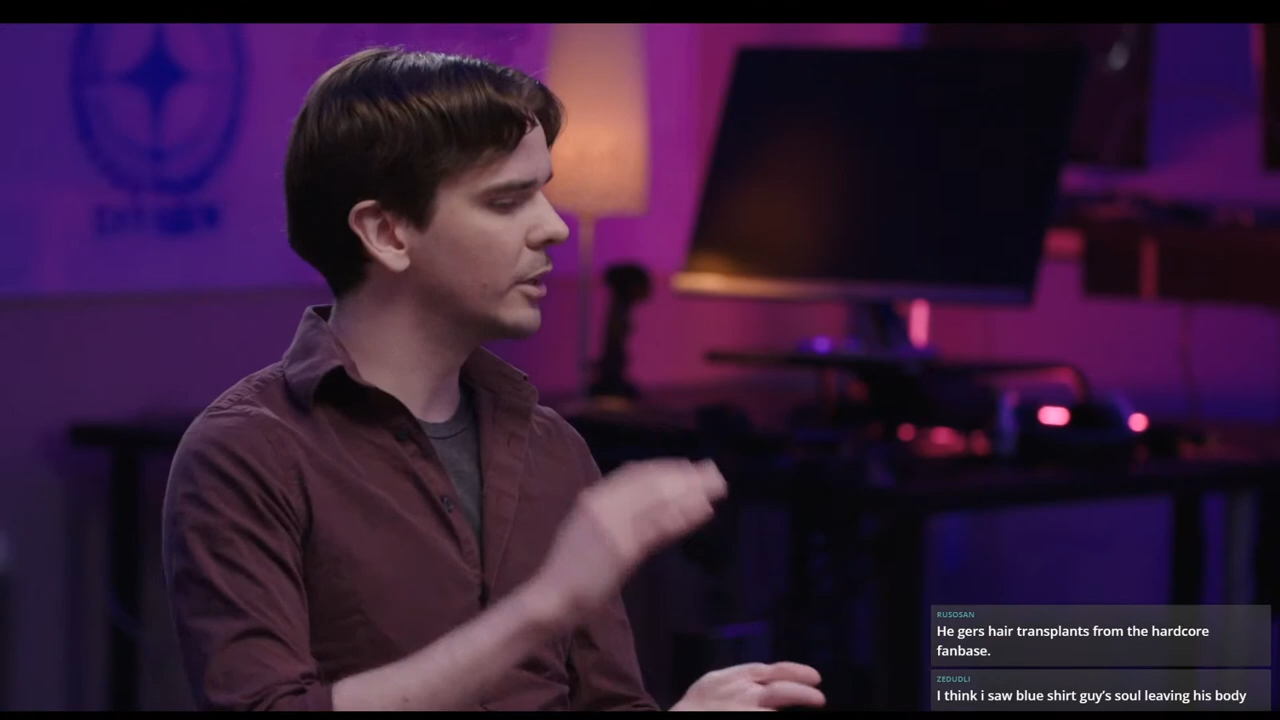 RUSOSAN
He gers hair transplants from the hardcore
fanbase.
ZEDUDLI
I think i saw blue shirt guy's soul leaving his body